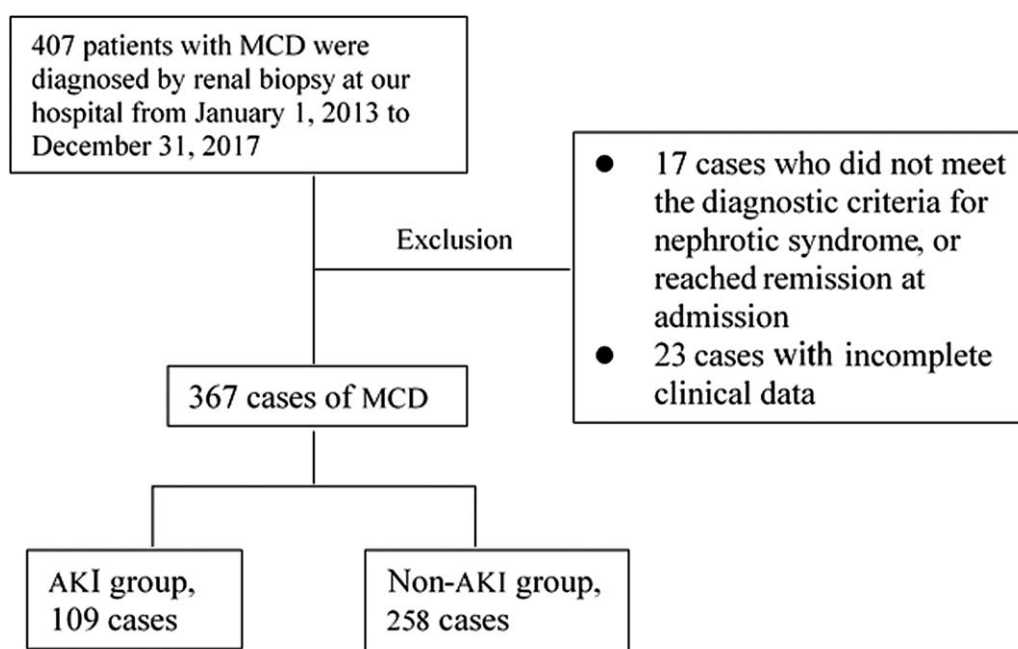 407 patients with MCD were
diagnosed by renal biopsy at our
hospital from January 1, 2013 to
December 31, 2017
Exclusion
● 17 cases who did not meet
the diagnostic criteria for
nephrotic syndrome, or
reached remission at
admission
● 23 cases with incomplete
clinical data
367 cases of MCD
AKI group,
109 cases
Non-AKI group,
258 cases